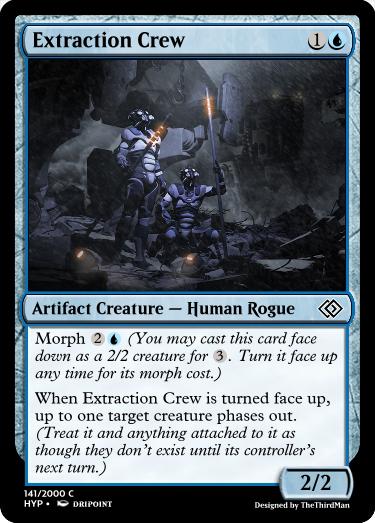 Extraction Crew 1
Artifact Creature — Human Rogue
Morph 2 (You may cast this card face
down as a 2/2 creature for 3. Turn it face up
any time for its morph cost.)
When Extraction Crew is turned face up,
up to one target creature phases out.
(Treat it and anything attached to it as
though they don't exist until its controller's
next turn.)
2/2
141/2000 C
HYP • DRIPOINT
Designed by TheThirdMan